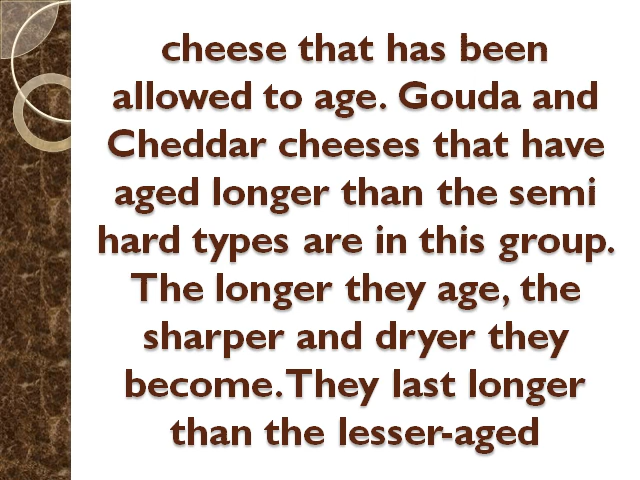 cheese that has been
allowed to age. Gouda and
Cheddar cheeses that have
aged longer than the semi
hard types are in this group.
The longer they age, the
sharper and dryer they
become. They last longer
than the lesser-aged